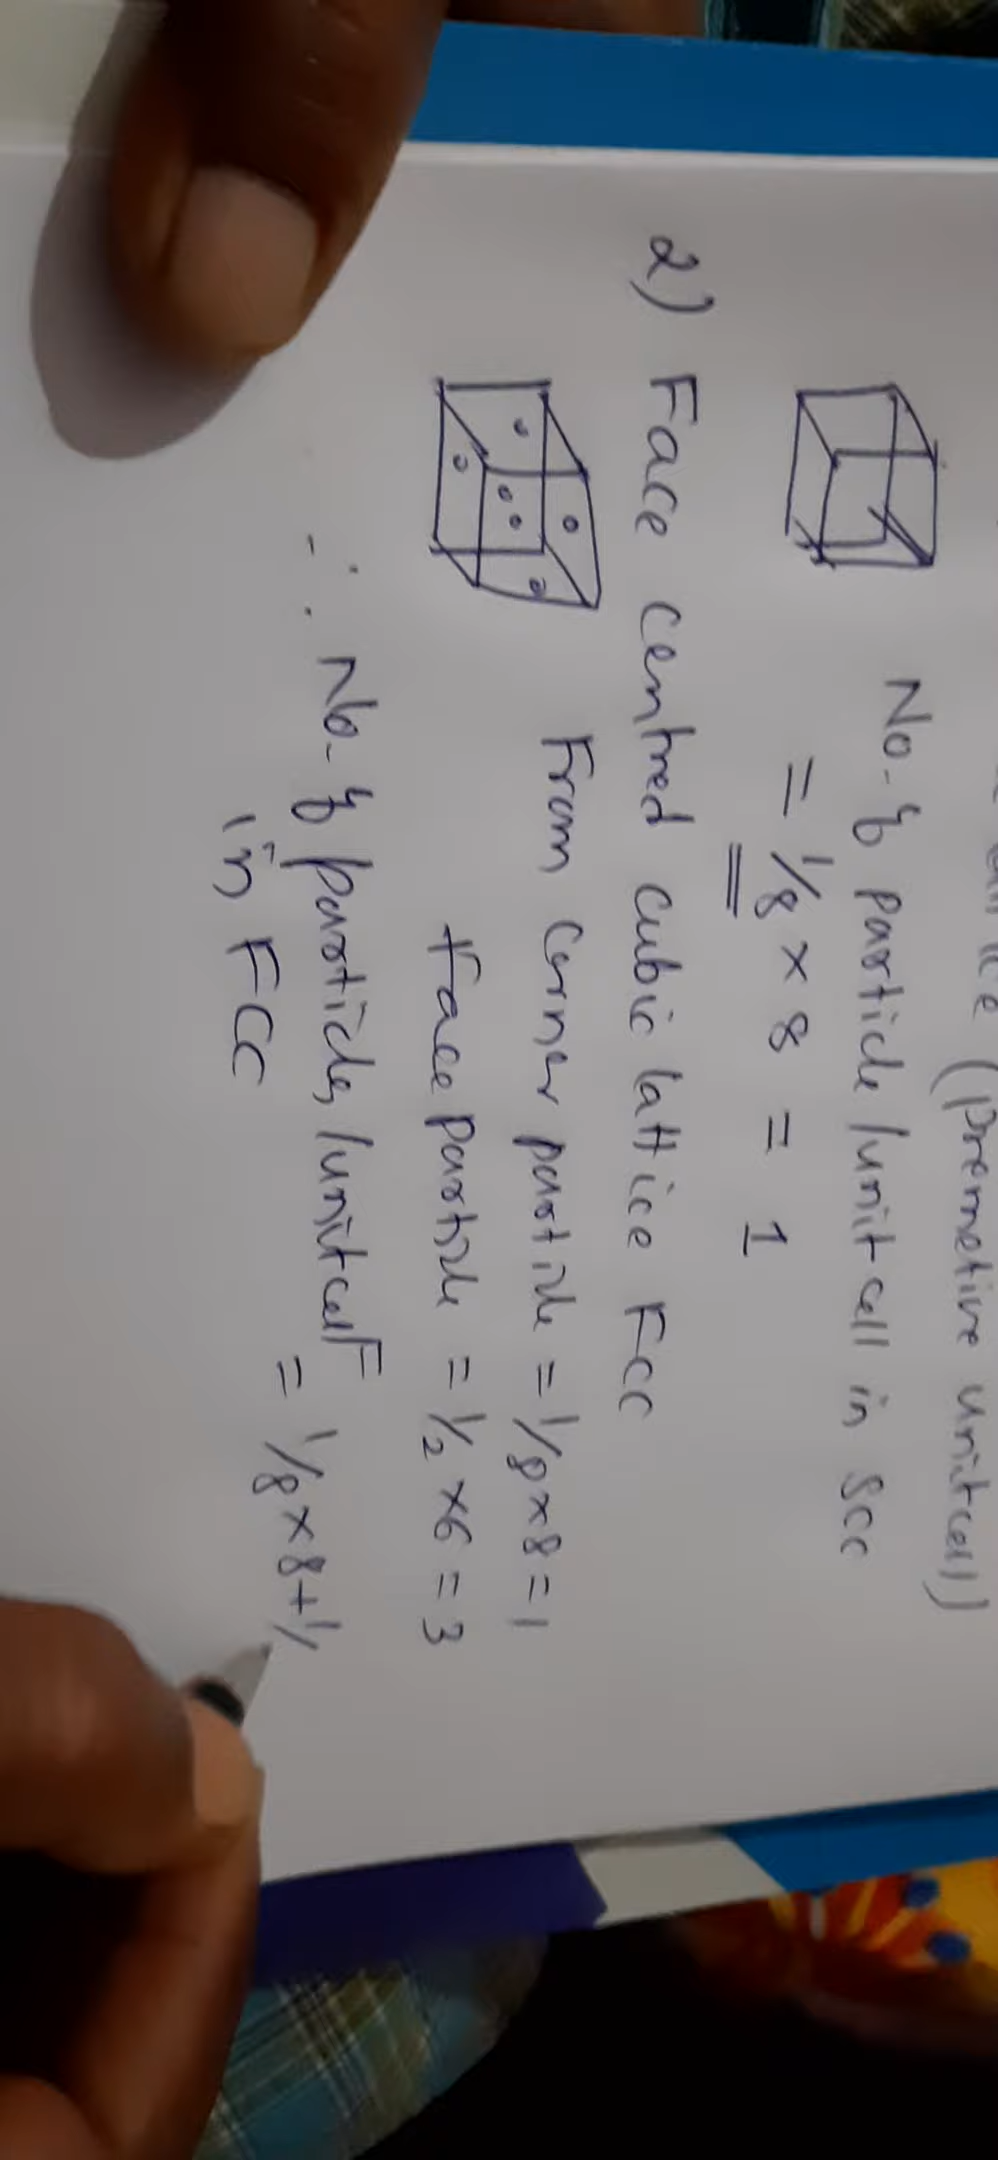 (premetive unitcell)
No. of particle/unit cell in scc
= 1/8 × 8 = 1
2) Face centred cubic lattice Fcc
From Corner particle = 1/8 × 8 = 1
Face particle = 1/2 × 6 = 3
∴ No. of particles/unitcell = 1/8 × 8 + 1/
in Fcc